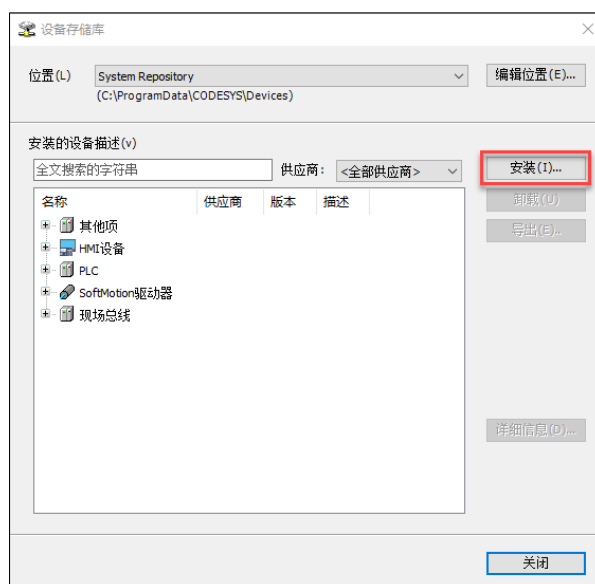 设备存储库
位置(L) System Repository 编辑位置(E)...
(C:\ProgramData\CODESYS\Devices)
安装的设备描述(v)
全文搜索的字符串 供应商: <全部供应商> 安装(I)...
名称 供应商 版本 描述 卸载(U)
其他项 导出(E)...
HMI设备
PLC
SoftMotion驱动器
现场总线
详细信息(D)...
关闭